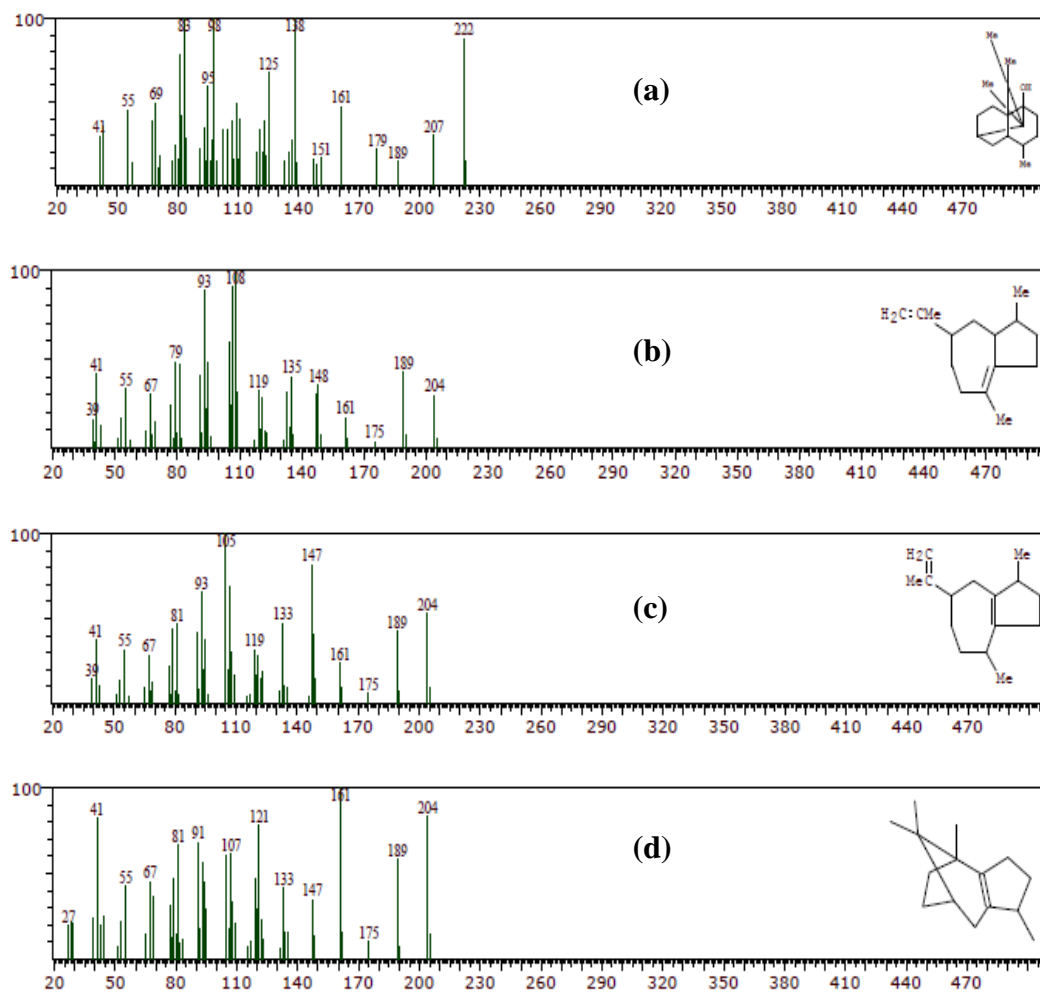 100 41 55 69 83 95 98 125 138 151 161 179 189 207 222 (a) Me Me Me OH Me
20 50 80 110 140 170 200 230 260 290 320 350 380 410 440 470
100 39 41 55 67 79 93 108 119 135 148 161 175 189 204 (b) Me H₂C:CMe Me
20 50 80 110 140 170 200 230 260 290 320 350 380 410 440 470
100 39 41 55 67 81 93 105 119 133 147 161 175 189 204 (c) H₂C MeC Me Me
20 50 80 110 140 170 200 230 260 290 320 350 380 410 440 470
100 27 41 55 67 81 91 107 121 133 147 161 175 189 204 (d)
20 50 80 110 140 170 200 230 260 290 320 350 380 410 440 470